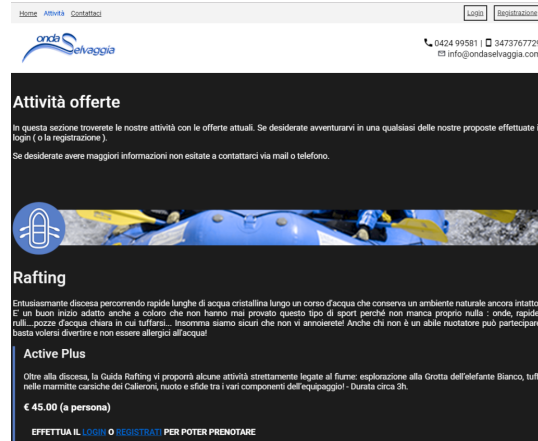 Home Attività Contattaci Login Registrazione
onda Selvaggia
0424 99581 | 3473767729
info@ondaselvaggia.com
Attività offerte
In questa sezione troverete le nostre attività con le offerte attuali. Se desiderate avventurarvi in una qualsiasi delle nostre proposte effettuate
login ( o la registrazione ).
Se desiderate avere maggiori informazioni non esitate a contattarci via mail o telefono.
Rafting
Entusiasmante discesa percorrendo rapide lunghe di acqua cristallina lungo un corso d'acqua che conserva un ambiente naturale ancora intatto
E' un buon inizio adatto anche a coloro che non hanno mai provato questo tipo di sport perché non manca proprio nulla : onde, rapide
rulli....pozze d'acqua chiara in cui tuffarsi... Insomma siamo sicuri che non vi annoierete! Anche chi non è un abile nuotatore può partecipare
basta volersi divertire e non essere allergici all'acqua!
Active Plus
Oltre alla discesa, la Guida Rafting vi proporrà alcune attività strettamente legate al fiume: esplorazione alla Grotta dell'elefante Bianco, tuff
nelle marmitte carsiche dei Calieroni, nuoto e sfide tra i vari componenti dell'equipaggio! - Durata circa 3h.
€ 45.00 (a persona)
EFFETTUA IL LOGIN O REGISTRATI PER POTER PRENOTARE